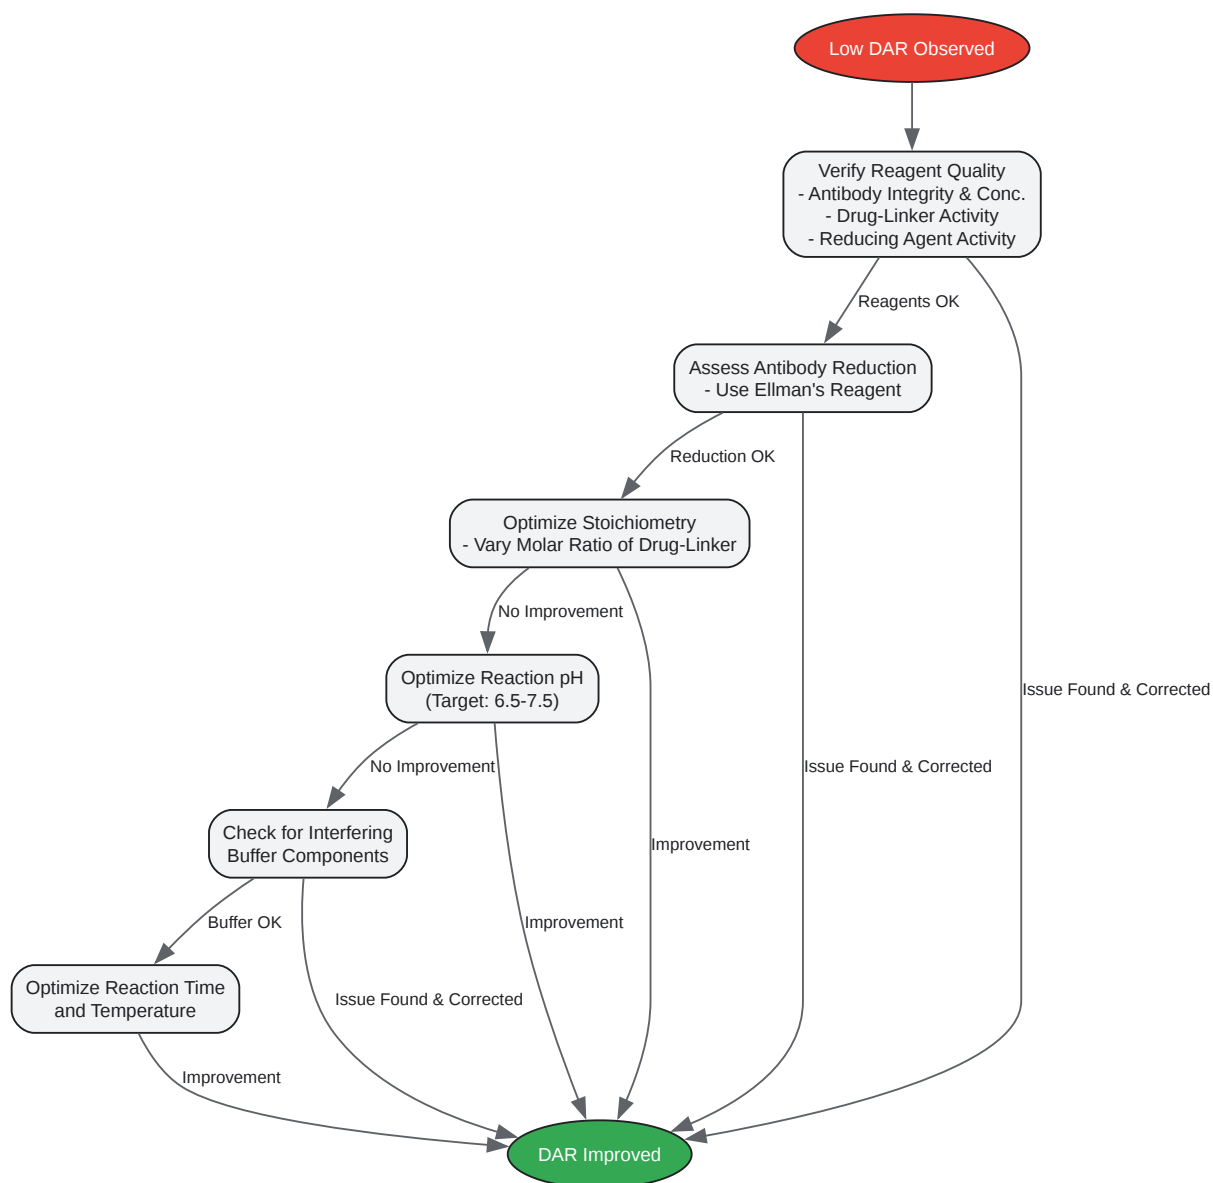 Low DAR Observed
Verify Reagent Quality
- Antibody Integrity & Conc.
- Drug-Linker Activity
- Reducing Agent Activity
Reagents OK
Assess Antibody Reduction
- Use Ellman's Reagent
Reduction OK
Optimize Stoichiometry
- Vary Molar Ratio of Drug-Linker
No Improvement
Optimize Reaction pH
(Target: 6.5-7.5)
Issue Found & Corrected
No Improvement
Issue Found & Corrected
Check for Interfering
Buffer Components
Improvement
Buffer OK
Improvement
Optimize Reaction Time
and Temperature
Issue Found & Corrected
Improvement
DAR Improved